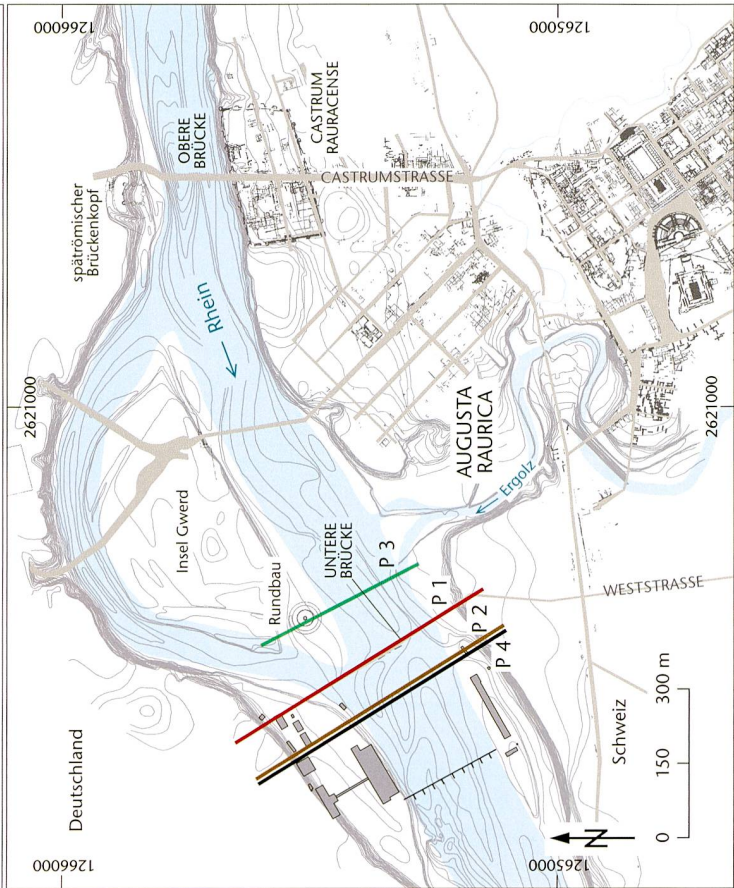 1266000
1266000
Deutschland
2621000
spätrömischer
Brückenkopf
OBERE
BRÜCKE
CASTRUM
RAURACENSE
CASTRUMSTRASSE
Rhein
Insel Gwerd
Rundbau
UNTERE
BRÜCKE
P 3
P 1
P 2
P 4
AUGUSTA
RAURICA
Ergolz
WESTSTRASSE
Schweiz
2621000
N
0
150
300 m
1265000
1265000